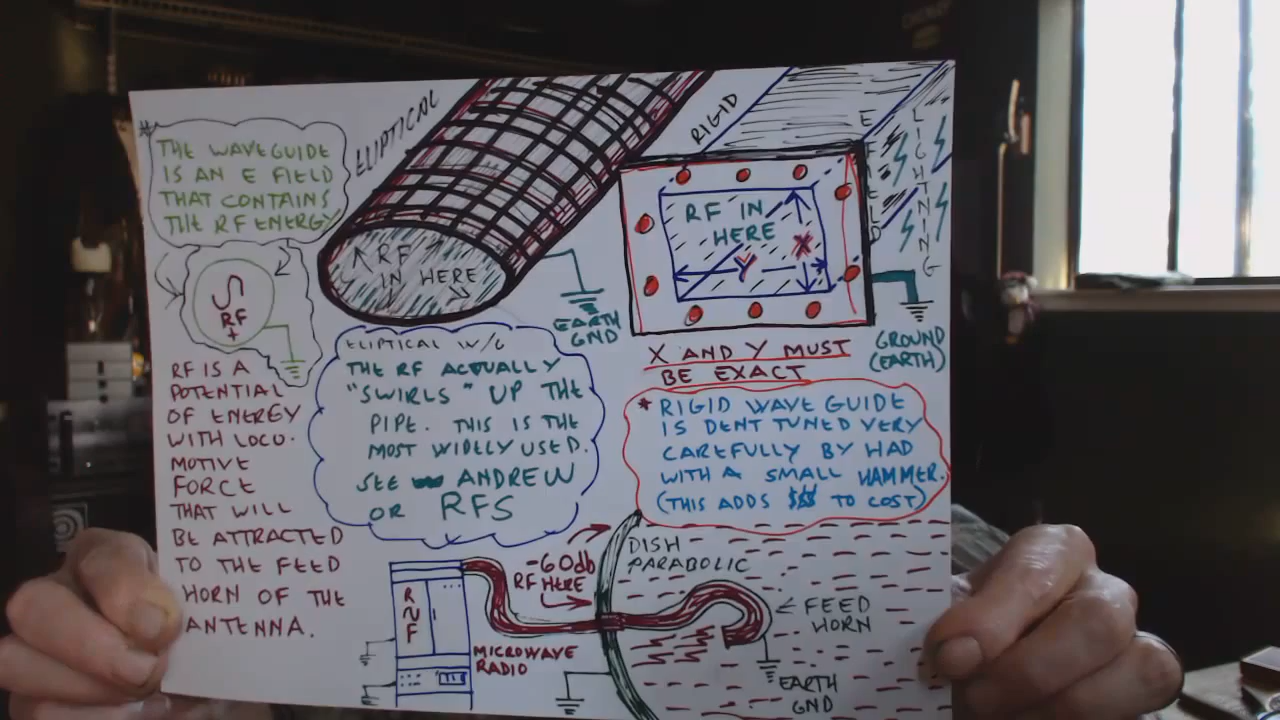 * THE WAVEGUIDE
IS AN E FIELD
THAT CONTAINS
THE RF ENERGY
RF
+
RF IS A
POTENTIAL
OF ENERGY
WITH LOCO-
MOTIVE
FORCE
THAT WILL
BE ATTRACTED
TO THE FEED
HORN OF THE
ANTENNA.
ELIPTICAL
RF
IN HERE
EARTH
GND
ELIPTICAL W/G
THE RF ACTUALLY
"SWIRLS" UP THE
PIPE. THIS IS THE
MOST WIDELY USED.
SEE ANDREW
OR RFS
RIGID
E FIELD
LIGHTNING
RF IN
HERE
X
Y
GROUND
(EARTH)
X AND Y MUST
BE EXACT
* RIGID WAVE GUIDE
IS DENT TUNED VERY
CAREFULLY BY HAD
WITH A SMALL HAMMER.
(THIS ADDS $$$ TO COST)
-60db
RF HERE
DISH
PARABOLIC
FEED
HORN
EARTH
GND
MICROWAVE
RADIO